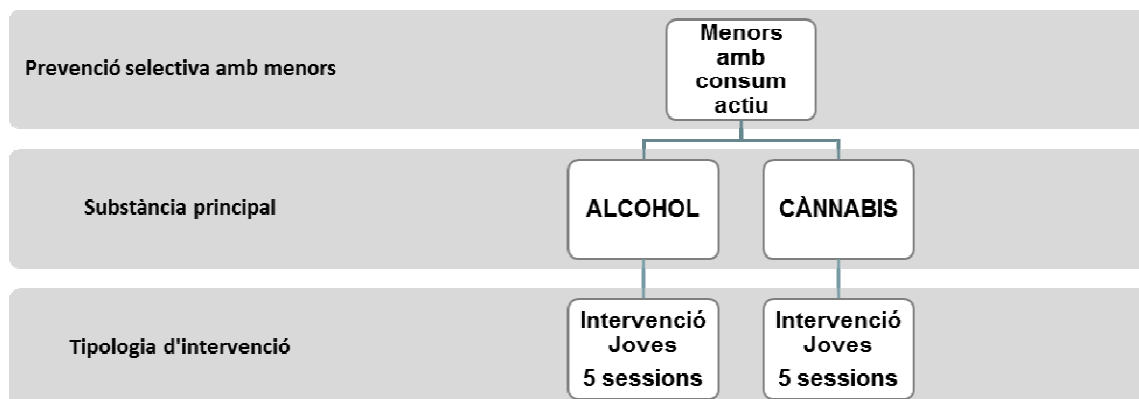 Prevenció selectiva amb menors
Menors
amb
consum
actiu
Substància principal
ALCOHOL
CÀNNABIS
Tipologia d'intervenció
Intervenció
Joves
5 sessions
Intervenció
Joves
5 sessions